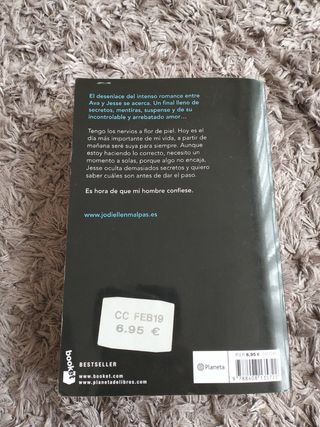 El desenlace del intenso romance entre
Ava y Jesse se acerca. Un final lleno de
secretos, mentiras, suspense y de su
incontrolable y arrebatado amor...
Tengo los nervios a flor de piel. Hoy es el
día más importante de mi vida, a partir de
mañana seré suya para siempre. Aunque
estoy haciendo lo correcto, necesito un
momento a solas, porque algo no encaja,
Jesse oculta demasiados secretos y quiero
saber cuáles son antes de dar el paso.
Es hora de que mi hombre confiese.
www.jodiellenmalpas.es
CC FEB19
6.95 €
booket
BESTSELLER
www.booket.com
www.planetadelibros.com
Planeta
P.V.P. 6,95 €